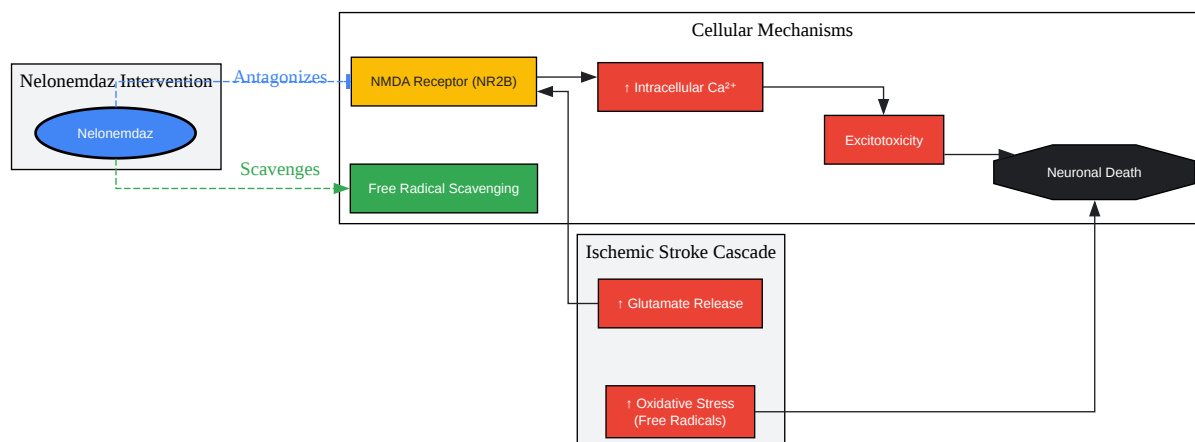 Cellular Mechanisms
Nelonemdaz Intervention
Antagonizes
NMDA Receptor (NR2B)
↑ Intracellular Ca²⁺
Nelonemdaz
Excitotoxicity
Scavenges
Free Radical Scavenging
Neuronal Death
Ischemic Stroke Cascade
↑ Glutamate Release
↑ Oxidative Stress
(Free Radicals)